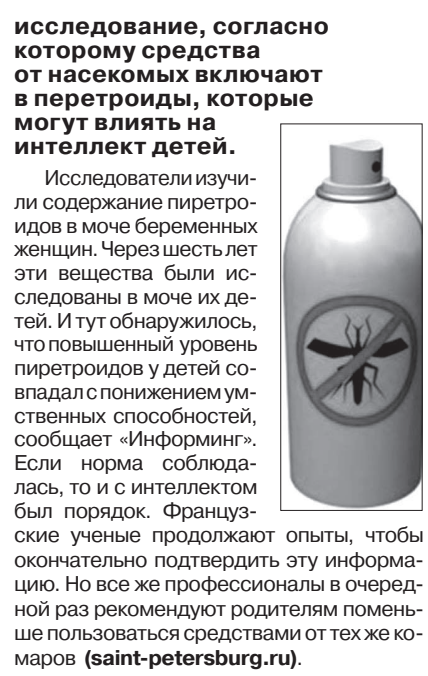 исследование, согласно
которому средства
от насекомых включают
в перетроиды, которые
могут влиять на
интеллект детей.
Исследователи изучи-
ли содержание пиретро-
идов в моче беременных
женщин. Через шесть лет
эти вещества были ис-
следованы в моче их де-
тей. И тут обнаружилось,
что повышенный уровень
пиретроидов у детей со-
впадал с понижением ум-
ственных способностей,
сообщает «Информинг».
Если норма соблюда-
лась, то и с интеллектом
был порядок. Француз-
ские ученые продолжают опыты, чтобы
окончательно подтвердить эту информа-
цию. Но все же профессионалы в очеред-
ной раз рекомендуют родителям помень-
ше пользоваться средствами от тех же ко-
маров (saint-petersburg.ru).